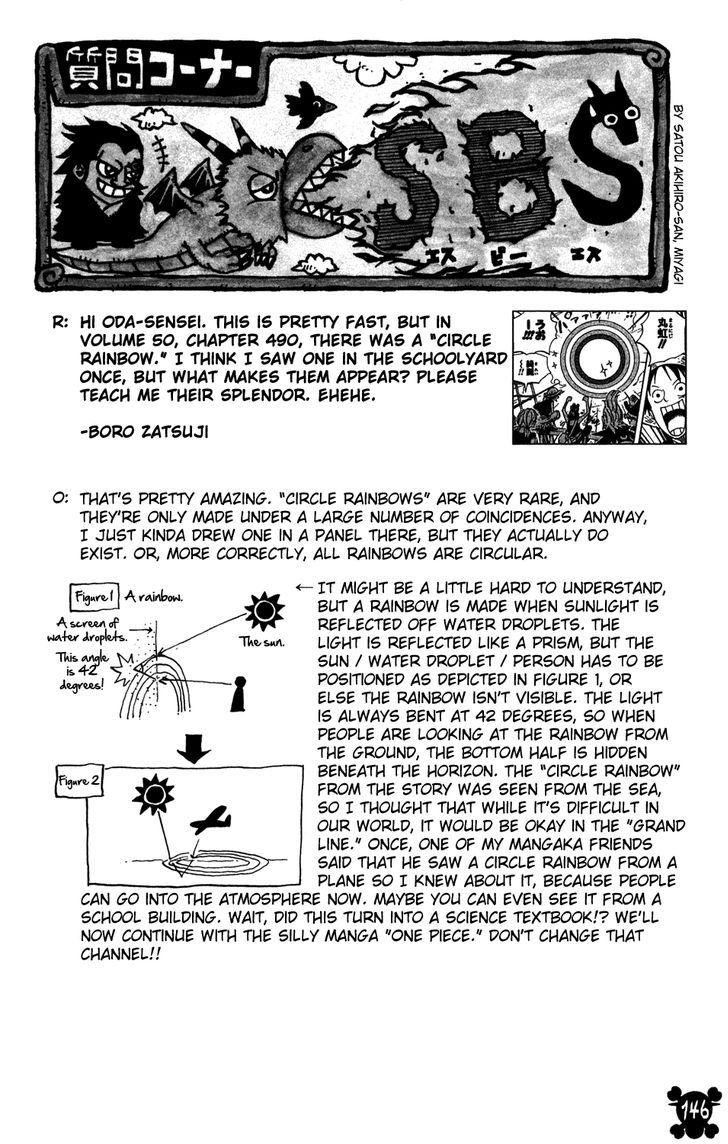 質問コーナー
SBS
エス ビー エス
BY SATOU AKIHIRO-SAN, MIYAGI
R: HI ODA-SENSEI. THIS IS PRETTY FAST, BUT IN
VOLUME 50, CHAPTER 490, THERE WAS A "CIRCLE
RAINBOW." I THINK I SAW ONE IN THE SCHOOLYARD
ONCE, BUT WHAT MAKES THEM APPEAR? PLEASE
TEACH ME THEIR SPLENDOR. EHEHE.
-BORO ZATSUJI
丸虹!!
うお
O: THAT'S PRETTY AMAZING. "CIRCLE RAINBOWS" ARE VERY RARE, AND
THEY'RE ONLY MADE UNDER A LARGE NUMBER OF COINCIDENCES. ANYWAY,
I JUST KINDA DREW ONE IN A PANEL THERE, BUT THEY ACTUALLY DO
EXIST. OR, MORE CORRECTLY, ALL RAINBOWS ARE CIRCULAR.
Figure 1 A rainbow.
A screen of
water droplets.
The sun.
This angle
is 42
degrees!
Figure 2
←IT MIGHT BE A LITTLE HARD TO UNDERSTAND,
BUT A RAINBOW IS MADE WHEN SUNLIGHT IS
REFLECTED OFF WATER DROPLETS. THE
LIGHT IS REFLECTED LIKE A PRISM, BUT THE
SUN / WATER DROPLET / PERSON HAS TO BE
POSITIONED AS DEPICTED IN FIGURE 1, OR
ELSE THE RAINBOW ISN'T VISIBLE. THE LIGHT
IS ALWAYS BENT AT 42 DEGREES, SO WHEN
PEOPLE ARE LOOKING AT THE RAINBOW FROM
THE GROUND, THE BOTTOM HALF IS HIDDEN
BENEATH THE HORIZON. THE "CIRCLE RAINBOW"
FROM THE STORY WAS SEEN FROM THE SEA,
SO I THOUGHT THAT WHILE IT'S DIFFICULT IN
OUR WORLD, IT WOULD BE OKAY IN THE "GRAND
LINE." ONCE, ONE OF MY MANGAKA FRIENDS
SAID THAT HE SAW A CIRCLE RAINBOW FROM A
PLANE SO I KNEW ABOUT IT, BECAUSE PEOPLE
CAN GO INTO THE ATMOSPHERE NOW. MAYBE YOU CAN EVEN SEE IT FROM A
SCHOOL BUILDING. WAIT, DID THIS TURN INTO A SCIENCE TEXTBOOK!? WE'LL
NOW CONTINUE WITH THE SILLY MANGA "ONE PIECE." DON'T CHANGE THAT
CHANNEL!!
146